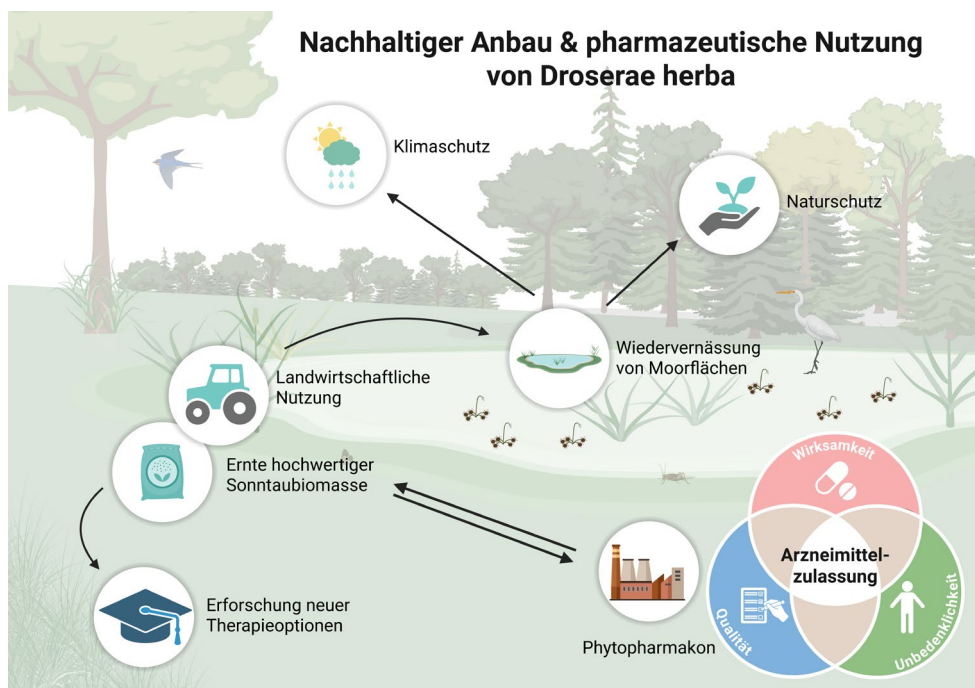 Nachhaltiger Anbau & pharmazeutische Nutzung
von Droserae herba
Klimaschutz
Naturschutz
Wiedervernässung
von Moorflächen
Landwirtschaftliche
Nutzung
Ernte hochwertiger
Sonntaubiomasse
Wirksamkeit
Arzneimittel-
zulassung
Qualität
Unbedenklichkeit
Erforschung neuer
Therapieoptionen
Phytopharmakon